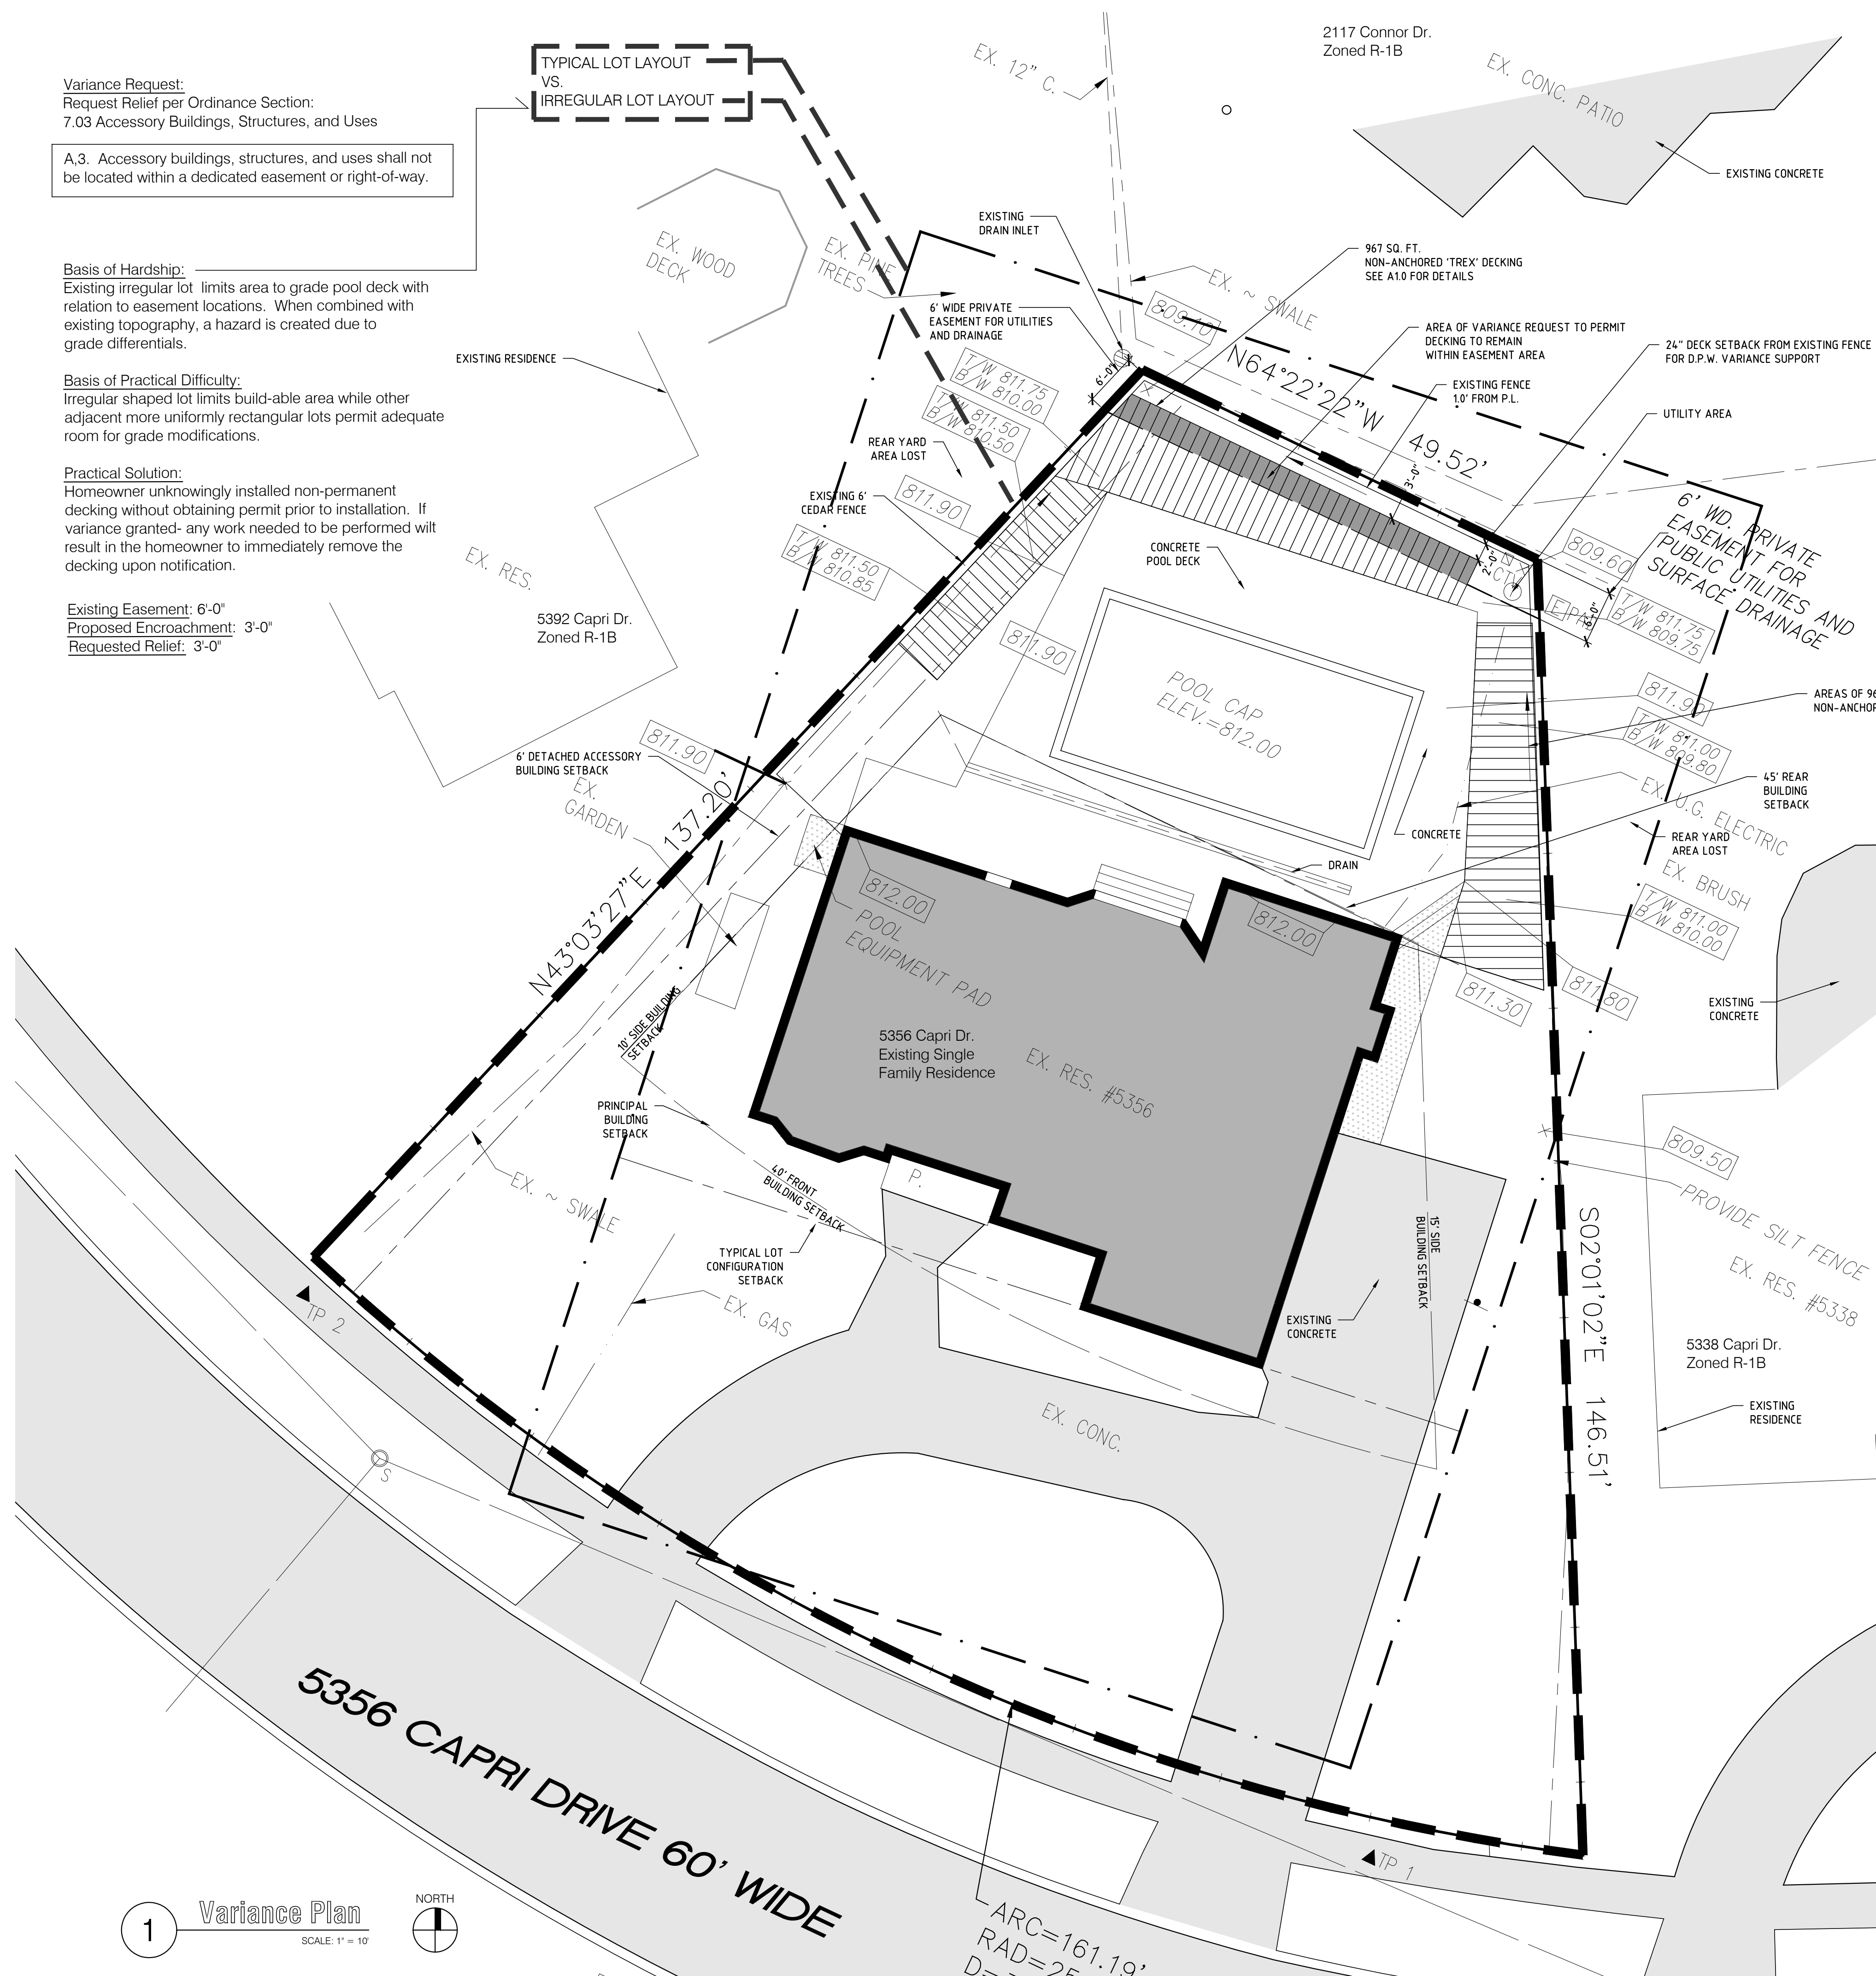 Variance Request:
Request Relief per Ordinance Section:
7.03 Accessory Buildings, Structures, and Uses
A,3.  Accessory buildings, structures, and uses shall not
be located within a dedicated easement or right-of-way.
Basis of Hardship:
Existing irregular lot  limits area to grade pool deck with
relation to easement locations.  When combined with
existing topography, a hazard is created due to
grade differentials.
Basis of Practical Difficulty:
Irregular shaped lot limits build-able area while other
adjacent more uniformly rectangular lots permit adequate
room for grade modifications.
Practical Solution:
Homeowner unknowingly installed non-permanent
decking without obtaining permit prior to installation.  If
variance granted- any work needed to be performed wilt
result in the homeowner to immediately remove the
decking upon notification.
Existing Easement: 6'-0"
Proposed Encroachment:  3'-0"
Requested Relief:  3'-0"
TYPICAL LOT LAYOUT
VS.
IRREGULAR LOT LAYOUT
EX. 12" C.
2117 Connor Dr.
Zoned R-1B
EX. CONC. PATIO
EXISTING CONCRETE
EX. WOOD
DECK
EX. PINE
TREES
EXISTING
DRAIN INLET
967 SQ. FT.
NON-ANCHORED 'TREX' DECKING
SEE A1.0 FOR DETAILS
EX. ~ SWALE
809.10
6' WIDE PRIVATE
EASEMENT FOR UTILITIES
AND DRAINAGE
AREA OF VARIANCE REQUEST TO PERMIT
DECKING TO REMAIN
WITHIN EASEMENT AREA
24" DECK SETBACK FROM EXISTING FENCE
FOR D.P.W. VARIANCE SUPPORT
EXISTING RESIDENCE
6'-0"
N64°22'22"W  49.52'
EXISTING FENCE
1.0' FROM P.L.
UTILITY AREA
T/W 811.75
B/W 810.00
T/W 811.50
B/W 810.50
REAR YARD
AREA LOST
3'-0"
811.90
EXISTING 6'
CEDAR FENCE
T/W 811.50
B/W 810.85
6' WD. PRIVATE
EASEMENT FOR
PUBLIC UTILITIES AND
SURFACE DRAINAGE
809.60
CONCRETE
POOL DECK
2'-0"
6'-0"
T/W 811.75
B/W 809.75
EX. RES.
5392 Capri Dr.
Zoned R-1B
811.90
POOL CAP
ELEV.=812.00
811.90
T/W 811.00
B/W 809.80
AREAS OF
NON-ANCHOR
811.90
6' DETACHED ACCESSORY
BUILDING SETBACK
EX.
GARDEN
45' REAR
BUILDING
SETBACK
EX. U.G. ELECTRIC
CONCRETE
REAR YARD
AREA LOST
DRAIN
EX. BRUSH
N43°03'27"E  137.20'
812.00
812.00
POOL
EQUIPMENT PAD
T/W 811.00
B/W 810.00
811.30
811.80
EXISTING
CONCRETE
10' SIDE BUILDING
SETBACK
5356 Capri Dr.
Existing Single
Family Residence
EX. RES. #5356
PRINCIPAL
BUILDING
SETBACK
809.50
PROVIDE SILT FENCE
P.
40' FRONT
BUILDING SETBACK
EX. ~ SWALE
TYPICAL LOT
CONFIGURATION
SETBACK
15' SIDE
BUILDING SETBACK
S02°01'02"E  146.51'
EX. RES. #5338
5338 Capri Dr.
Zoned R-1B
EX. GAS
EXISTING
CONCRETE
TP 2
EXISTING
RESIDENCE
EX. CONC.
S
5356 CAPRI DRIVE 60' WIDE
TP 1
ARC=161.19'
1
Variance Plan
SCALE: 1" = 10'
NORTH